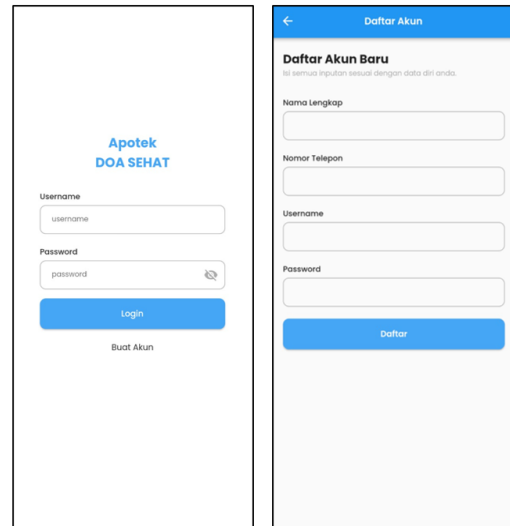 Apotek
DOA SEHAT
Username
username
Password
password
Login
Buat Akun
Daftar Akun
Daftar Akun Baru
Isi semua inputan sesuai dengan data diri anda.
Nama Lengkap
Nomor Telepon
Username
Password
Daftar